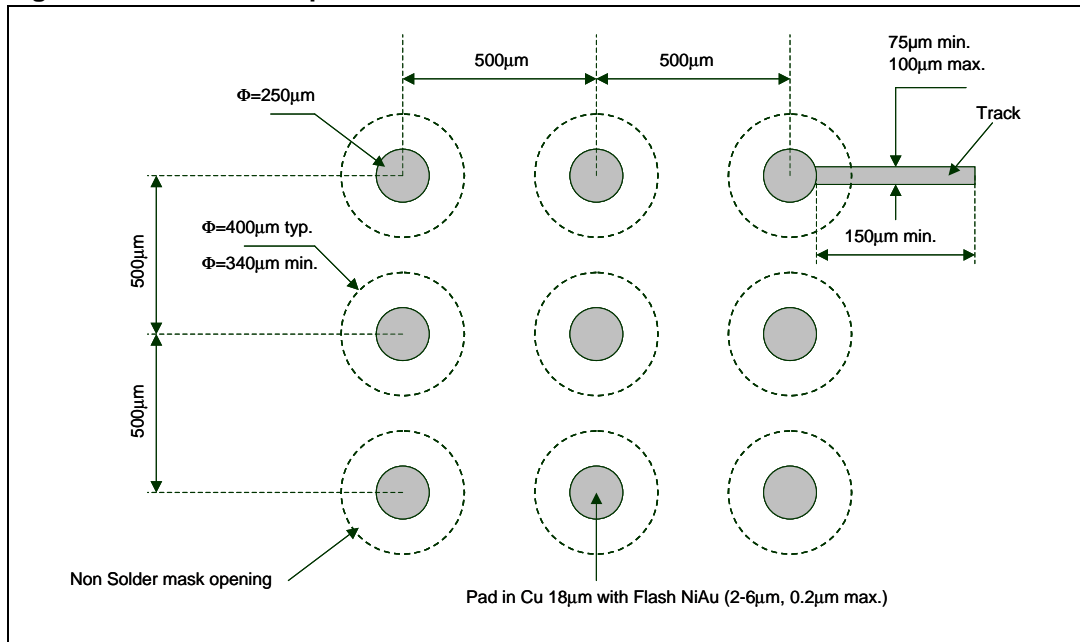 500µm
500µm
75µm min.
100µm max.
Φ=250µm
Track
500µm
Φ=400µm typ.
Φ=340µm min.
150µm min.
500µm
Non Solder mask opening
Pad in Cu 18µm with Flash NiAu (2-6µm, 0.2µm max.)